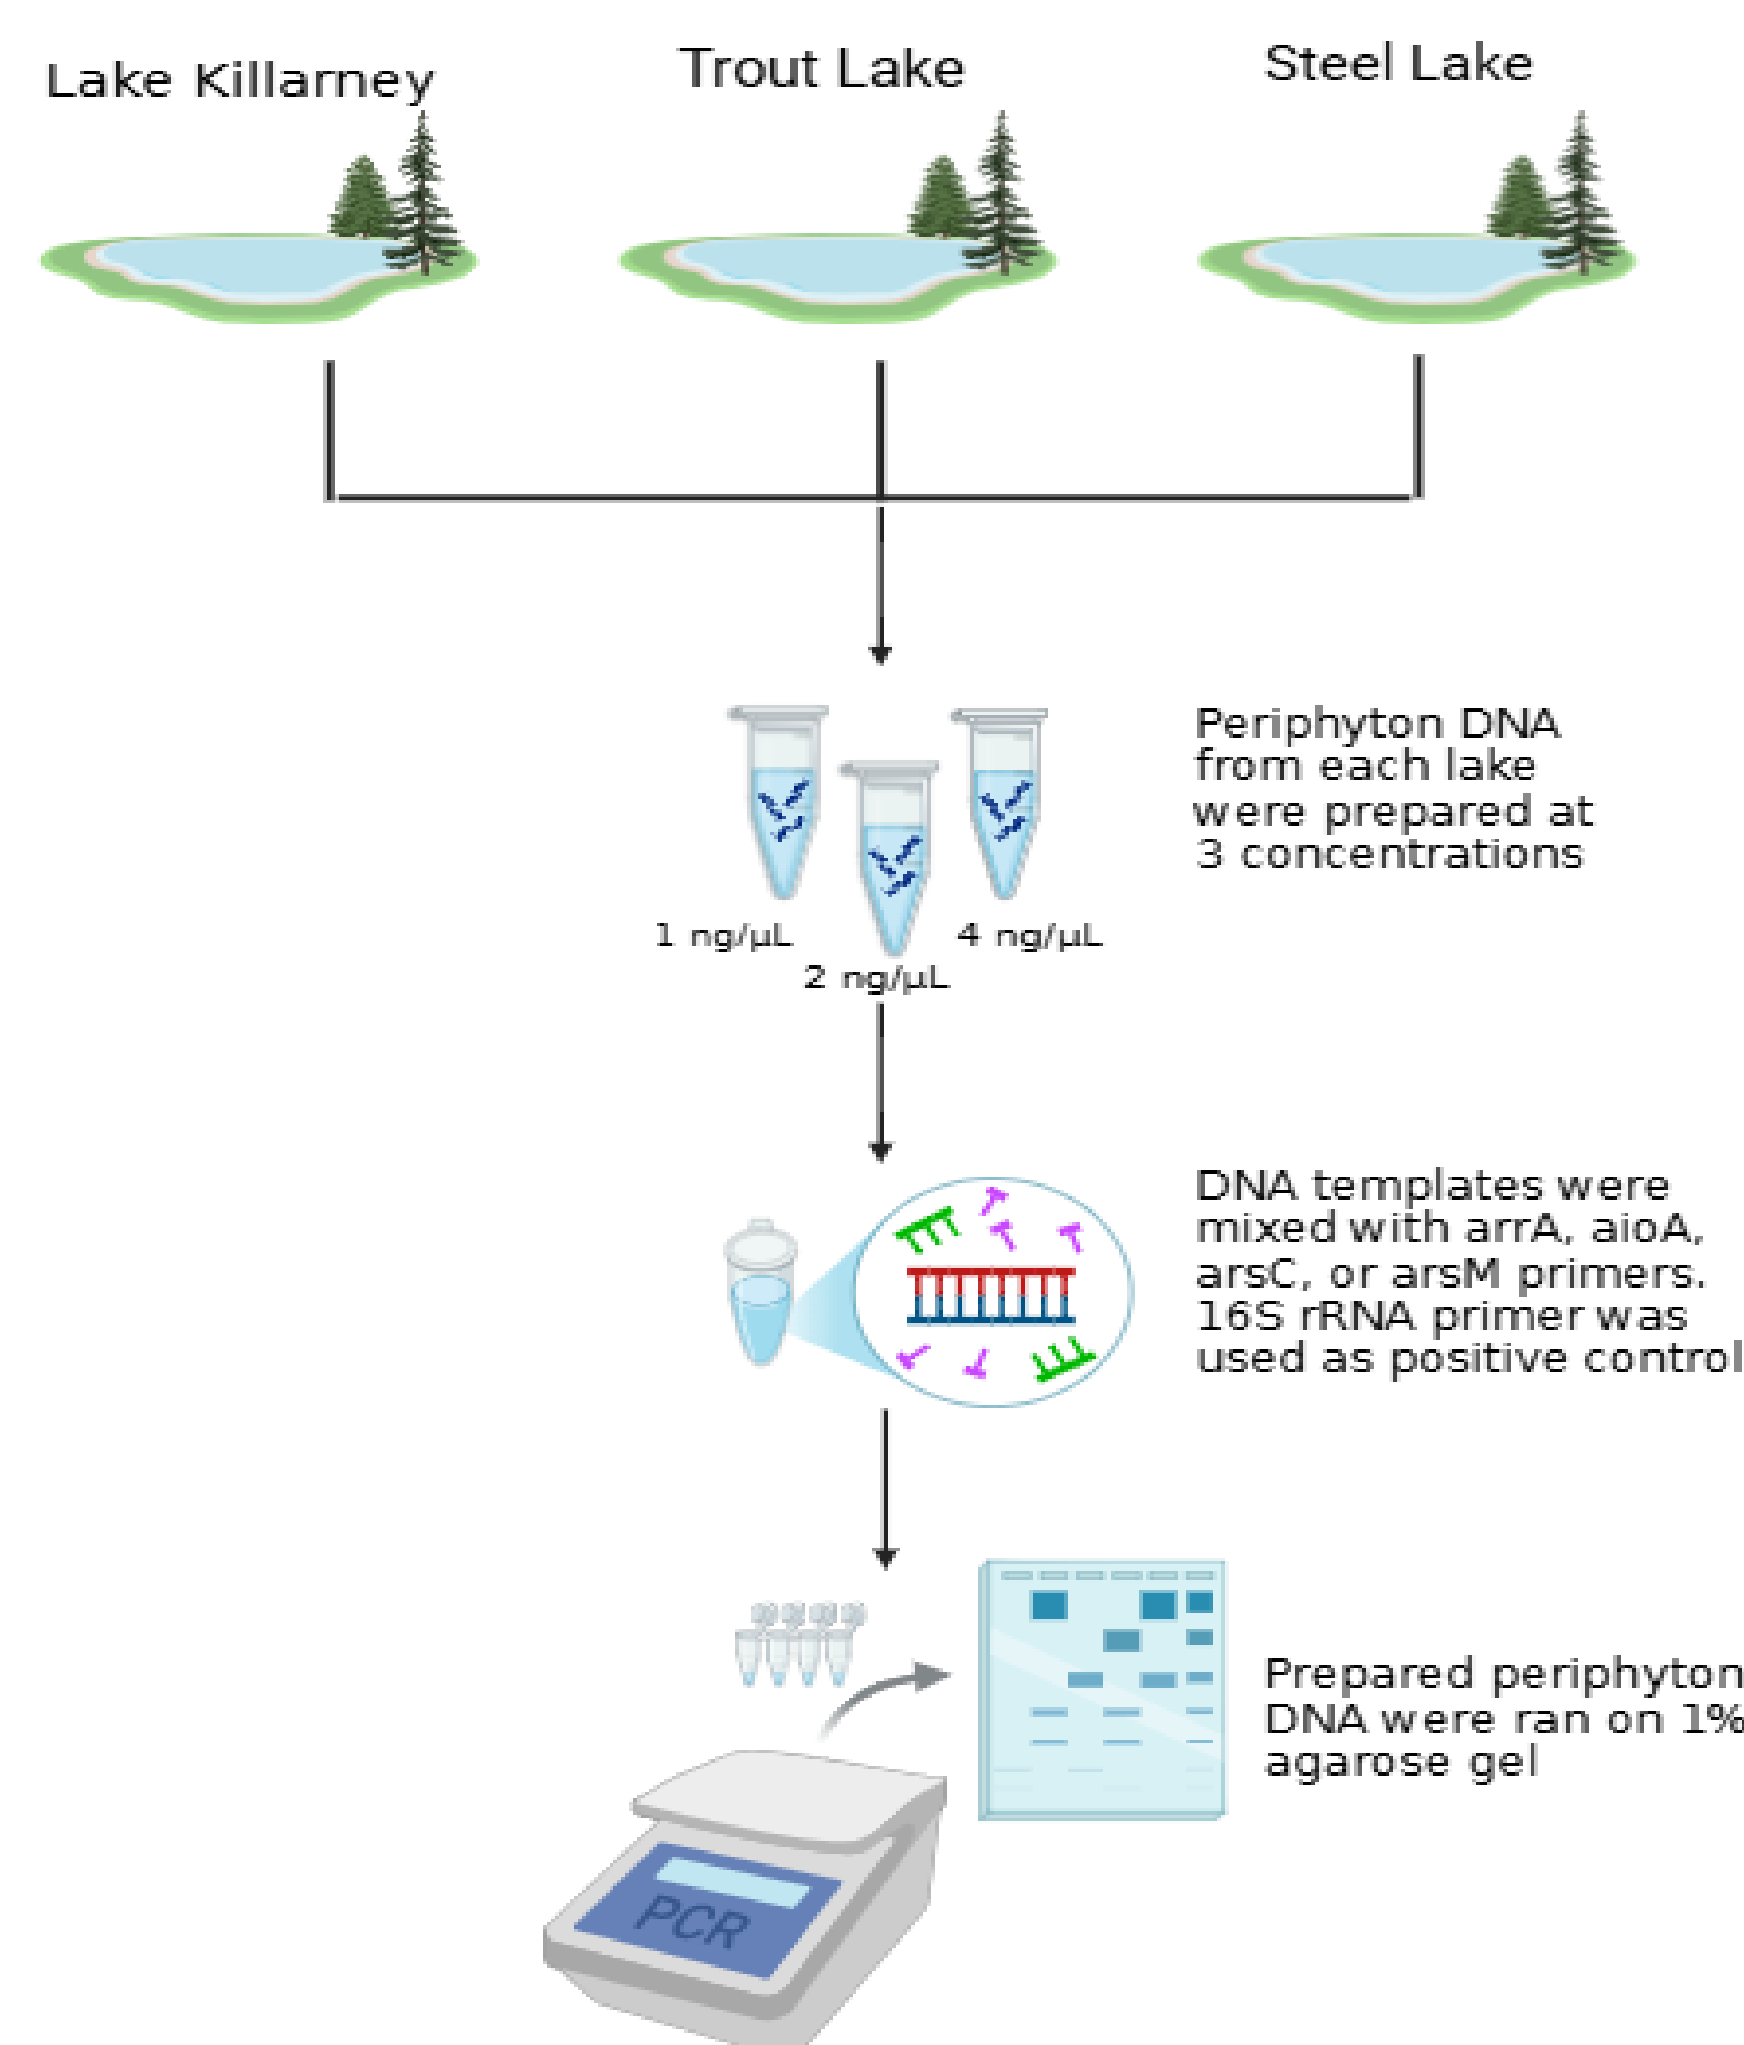 Lake Killarney
Trout Lake
Steel Lake
Periphyton DNA
from each lake
were prepared at
3 concentrations
1 ng/µL
4 ng/µL
2 ng/µL
DNA templates were
mixed with arrA, aioA,
arsC, or arsM primers.
16S rRNA primer was
used as positive control
Prepared periphyton
DNA were ran on 1%
agarose gel
PCR